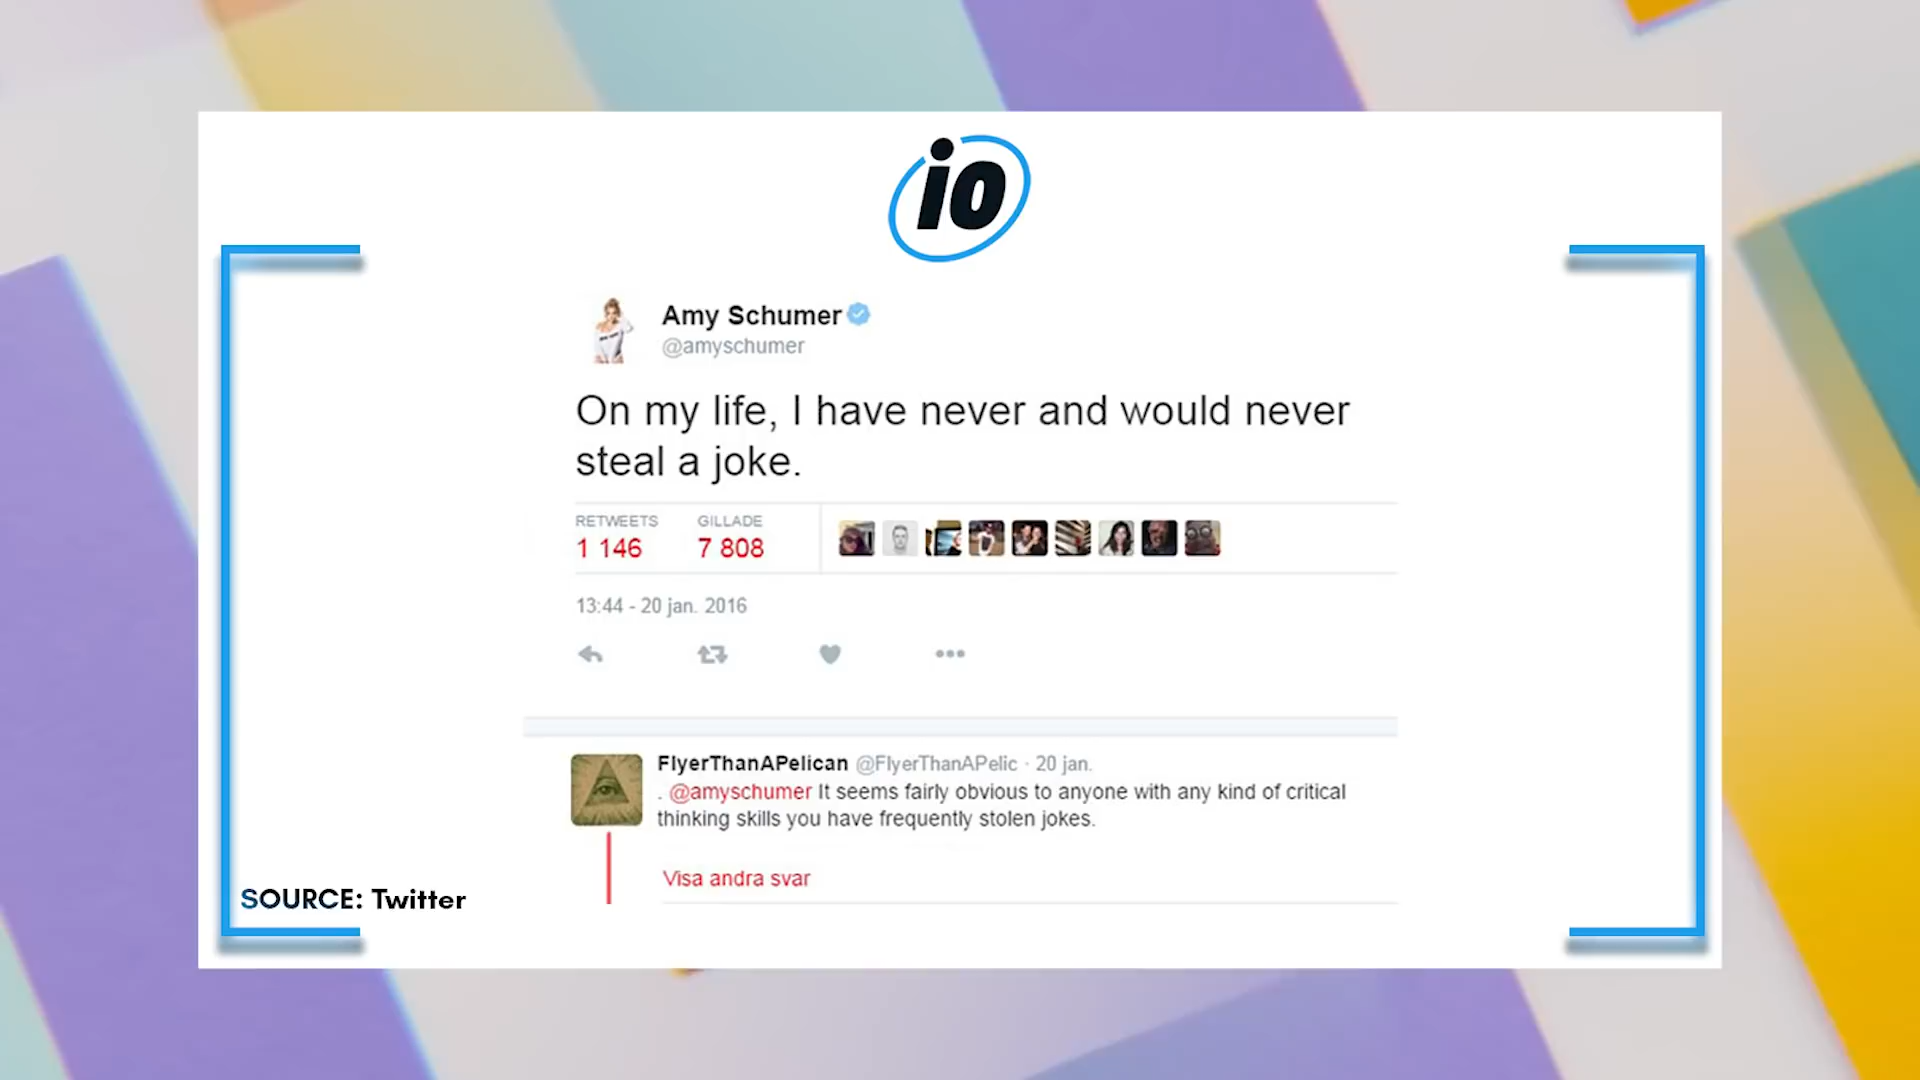 io
Amy Schumer
@amyschumer
On my life, I have never and would never
steal a joke.
RETWEETS GILLADE
1 146 7 808
13:44 - 20 jan. 2016
FlyerThanAPelican @FlyerThanAPelic · 20 jan.
. @amyschumer It seems fairly obvious to anyone with any kind of critical
thinking skills you have frequently stolen jokes.
Visa andra svar
SOURCE: Twitter